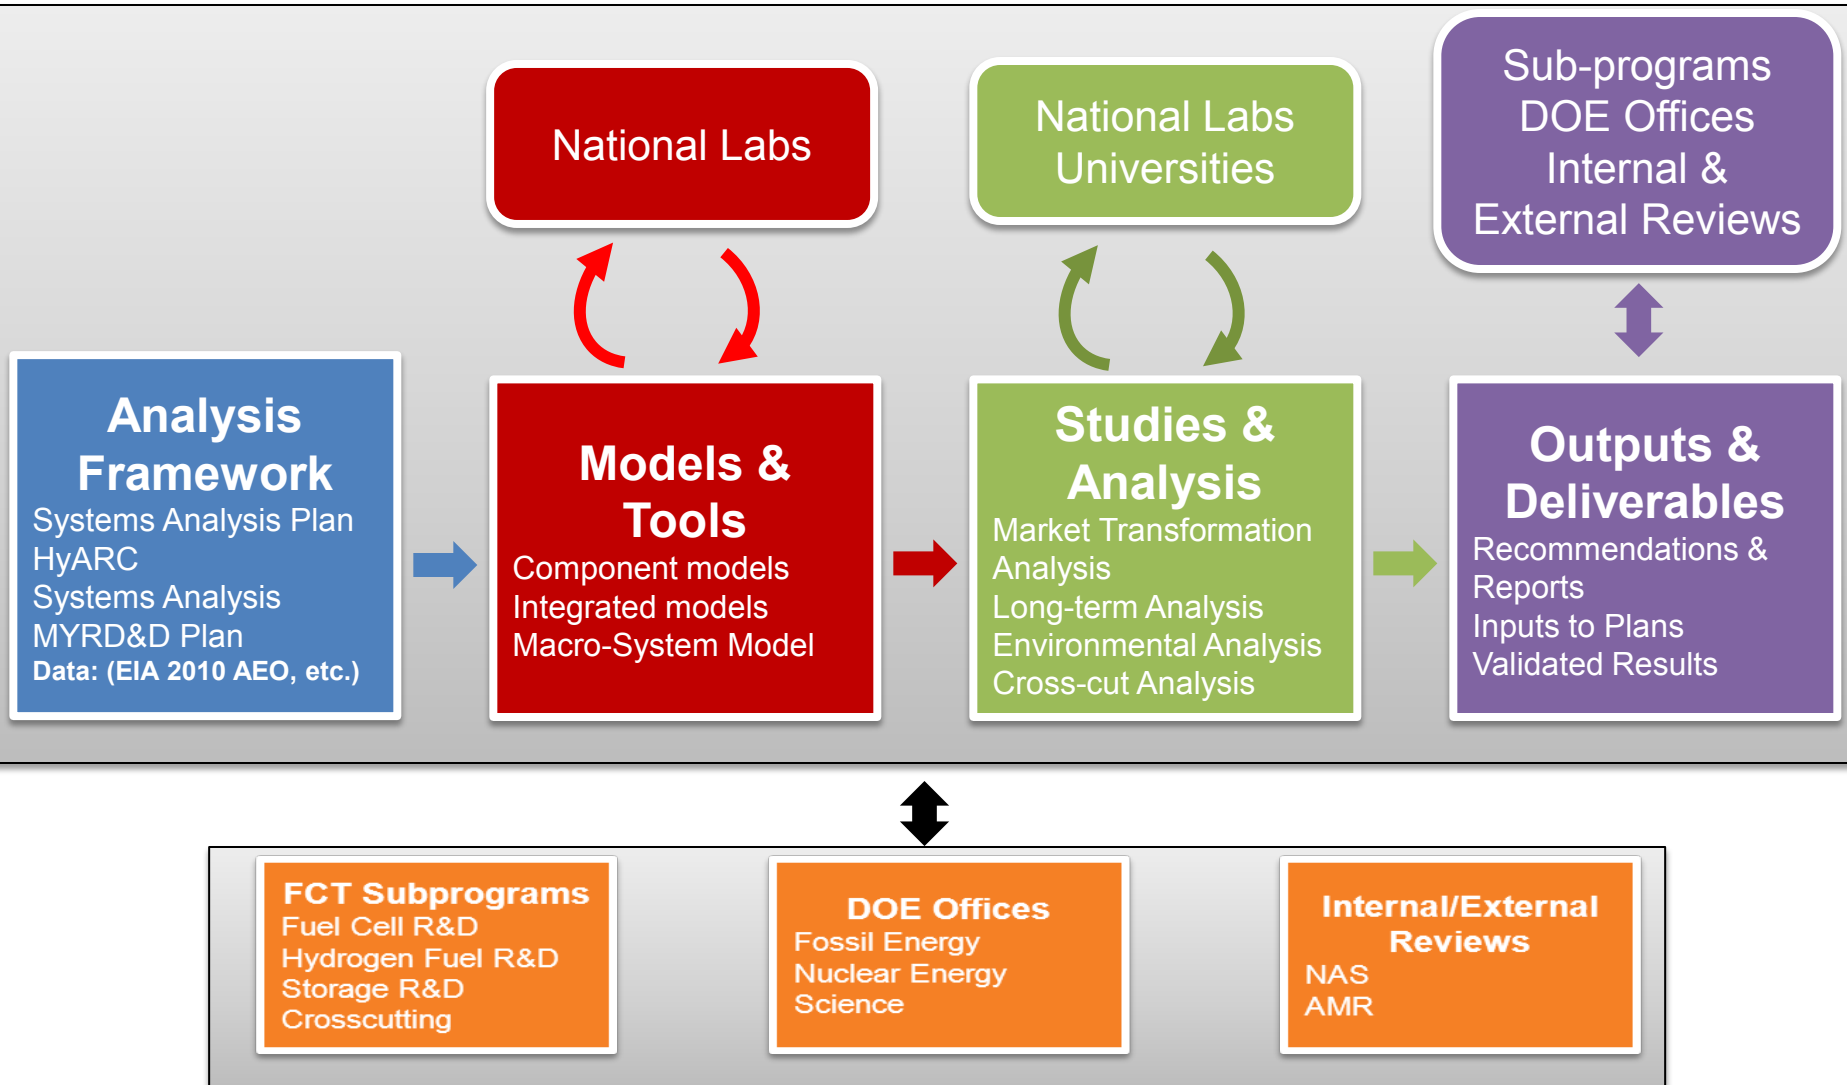 National Labs
National Labs
Universities
Sub-programs
DOE Offices
Internal &
External Reviews
Analysis
Framework
Systems Analysis Plan
HyARC
Systems Analysis
MYRD&D Plan
Data: (EIA 2010 AEO, etc.)
Models &
Tools
Component models
Integrated models
Macro-System Model
Studies &
Analysis
Market Transformation
Analysis
Long-term Analysis
Environmental Analysis
Cross-cut Analysis
Outputs &
Deliverables
Recommendations &
Reports
Inputs to Plans
Validated Results
FCT Subprograms
Fuel Cell R&D
Hydrogen Fuel R&D
Storage R&D
Crosscutting
DOE Offices
Fossil Energy
Nuclear Energy
Science
Internal/External
Reviews
NAS
AMR